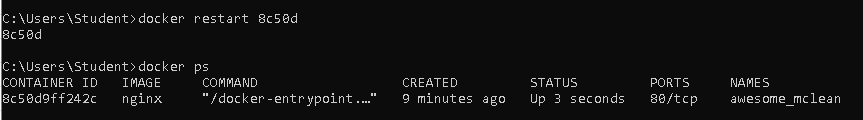 C:\Users\Student>docker restart 8c50d
8c50d
C:\Users\Student>docker ps
CONTAINER ID   IMAGE     COMMAND                  CREATED         STATUS         PORTS     NAMES
8c50d9ff242c   nginx     "/docker-entrypoint.…"   9 minutes ago   Up 3 seconds   80/tcp    awesome_mclean